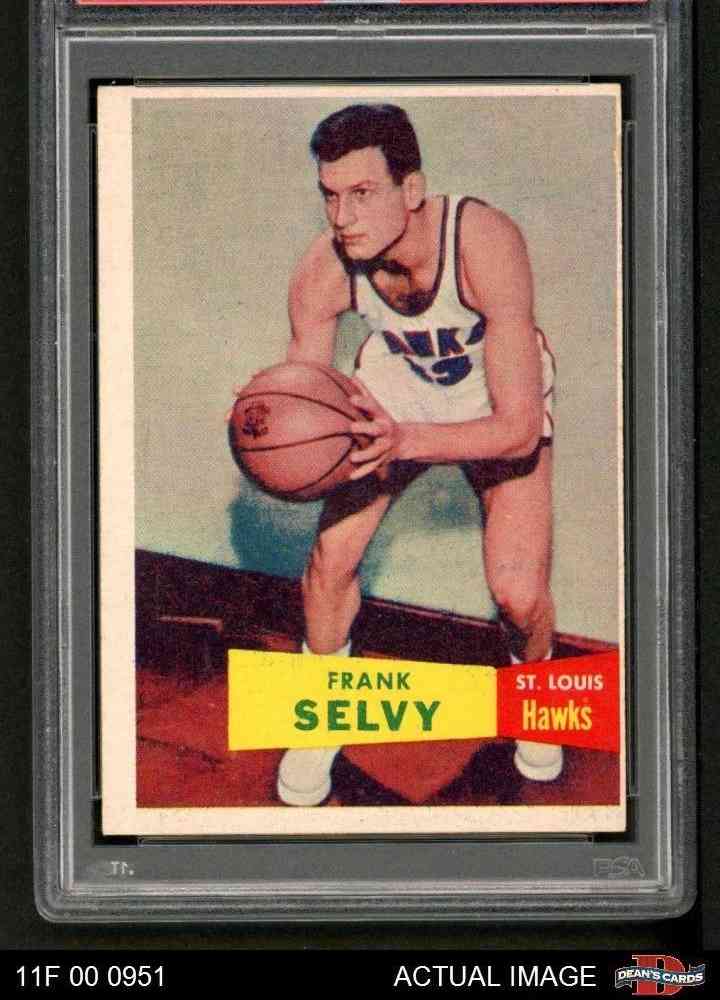 FRANK
SELVY
ST. LOUIS
Hawks
PSA
11F 00 0951
ACTUAL IMAGE
D
DEAN'S CARDS